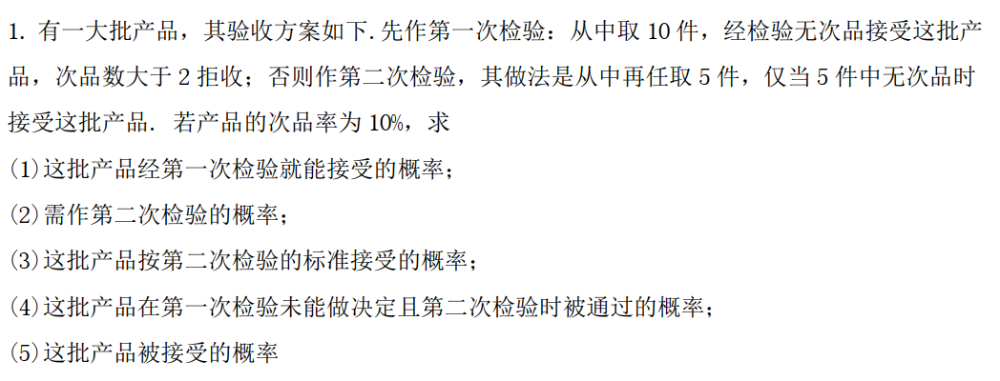 1. 有一大批产品，其验收方案如下.先作第一次检验：从中取 10 件，经检验无次品接受这批产
品，次品数大于 2 拒收；否则作第二次检验，其做法是从中再任取 5 件，仅当 5 件中无次品时
接受这批产品. 若产品的次品率为 10%，求
(1)这批产品经第一次检验就能接受的概率；
(2)需作第二次检验的概率；
(3)这批产品按第二次检验的标准接受的概率；
(4)这批产品在第一次检验未能做决定且第二次检验时被通过的概率；
(5)这批产品被接受的概率